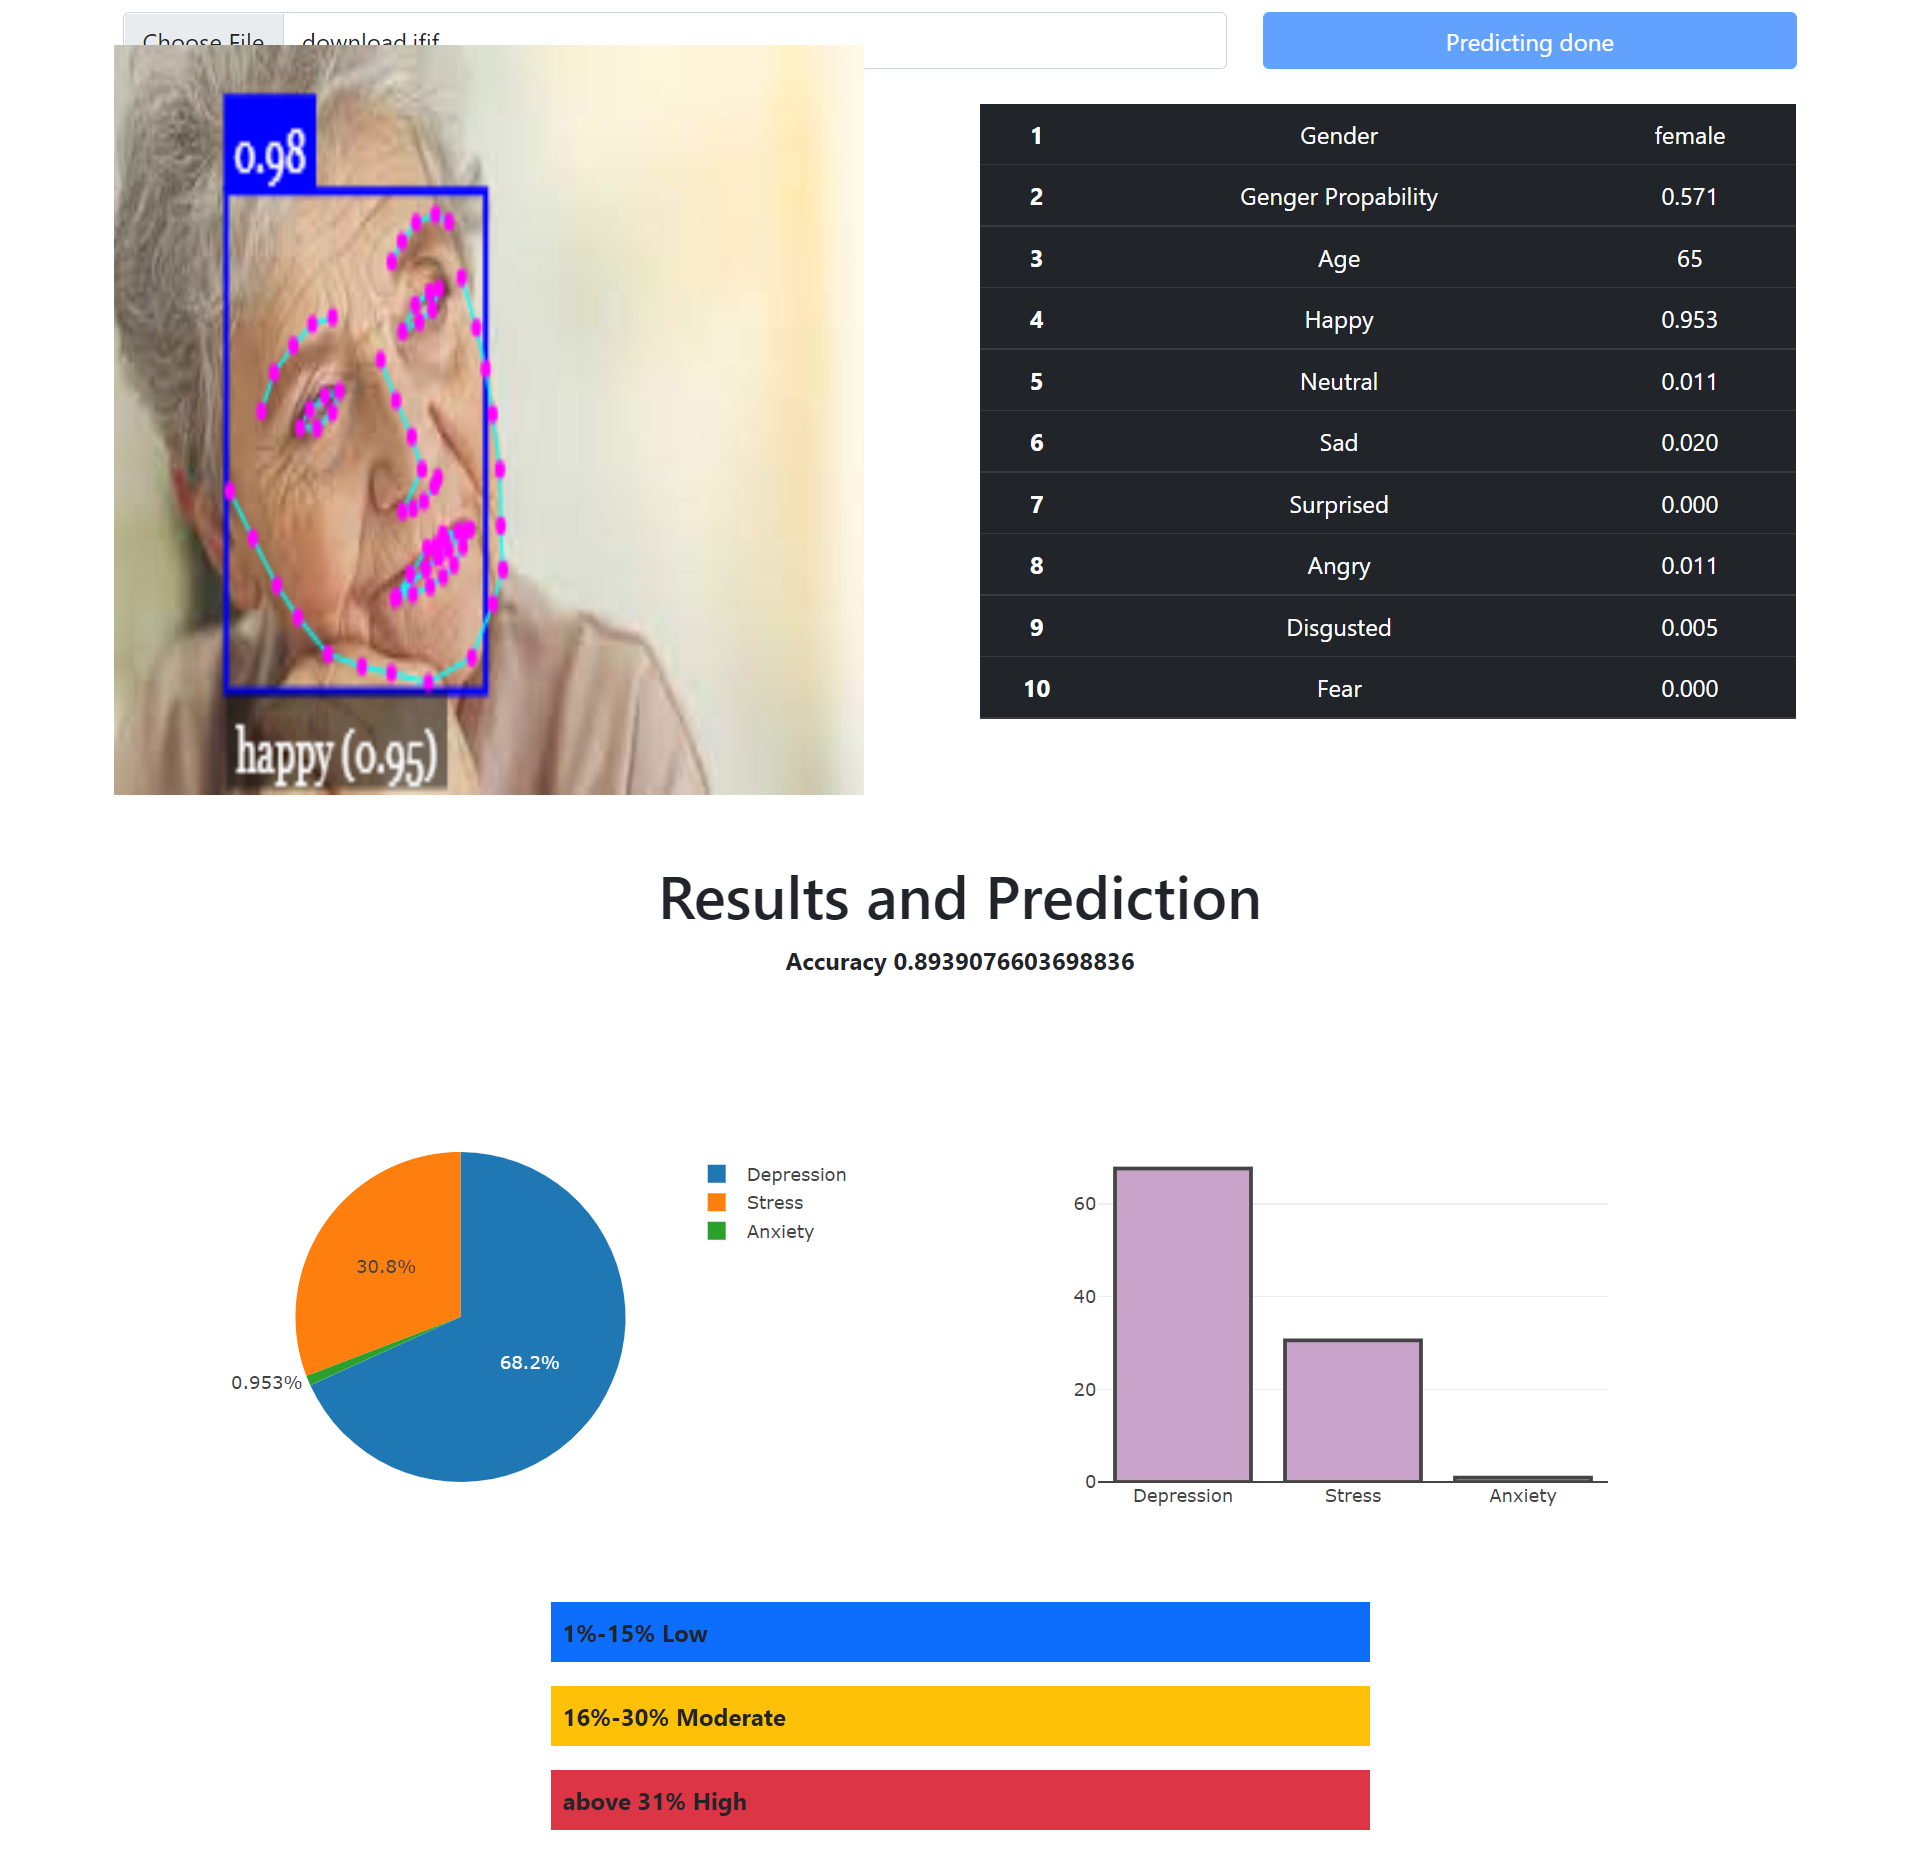 Choose File download.jfif
Predicting done
0.98
happy (0.95)
1 Gender female
2 Genger Propability 0.571
3 Age 65
4 Happy 0.953
5 Neutral 0.011
6 Sad 0.020
7 Surprised 0.000
8 Angry 0.011
9 Disgusted 0.005
10 Fear 0.000
Results and Prediction
Accuracy 0.8939076603698836
30.8%
68.2%
0.953%
Depression
Stress
Anxiety
60
40
20
0
Depression Stress Anxiety
1%-15% Low
16%-30% Moderate
above 31% High